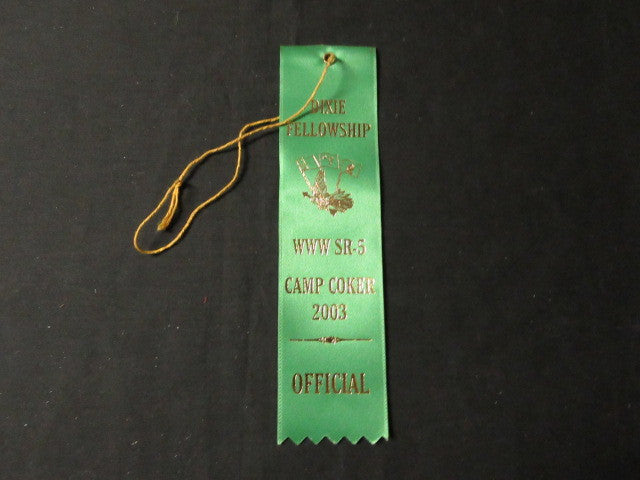 DIXIE
FELLOWSHIP
WWW SR-5
CAMP COKER
2003
OFFICIAL